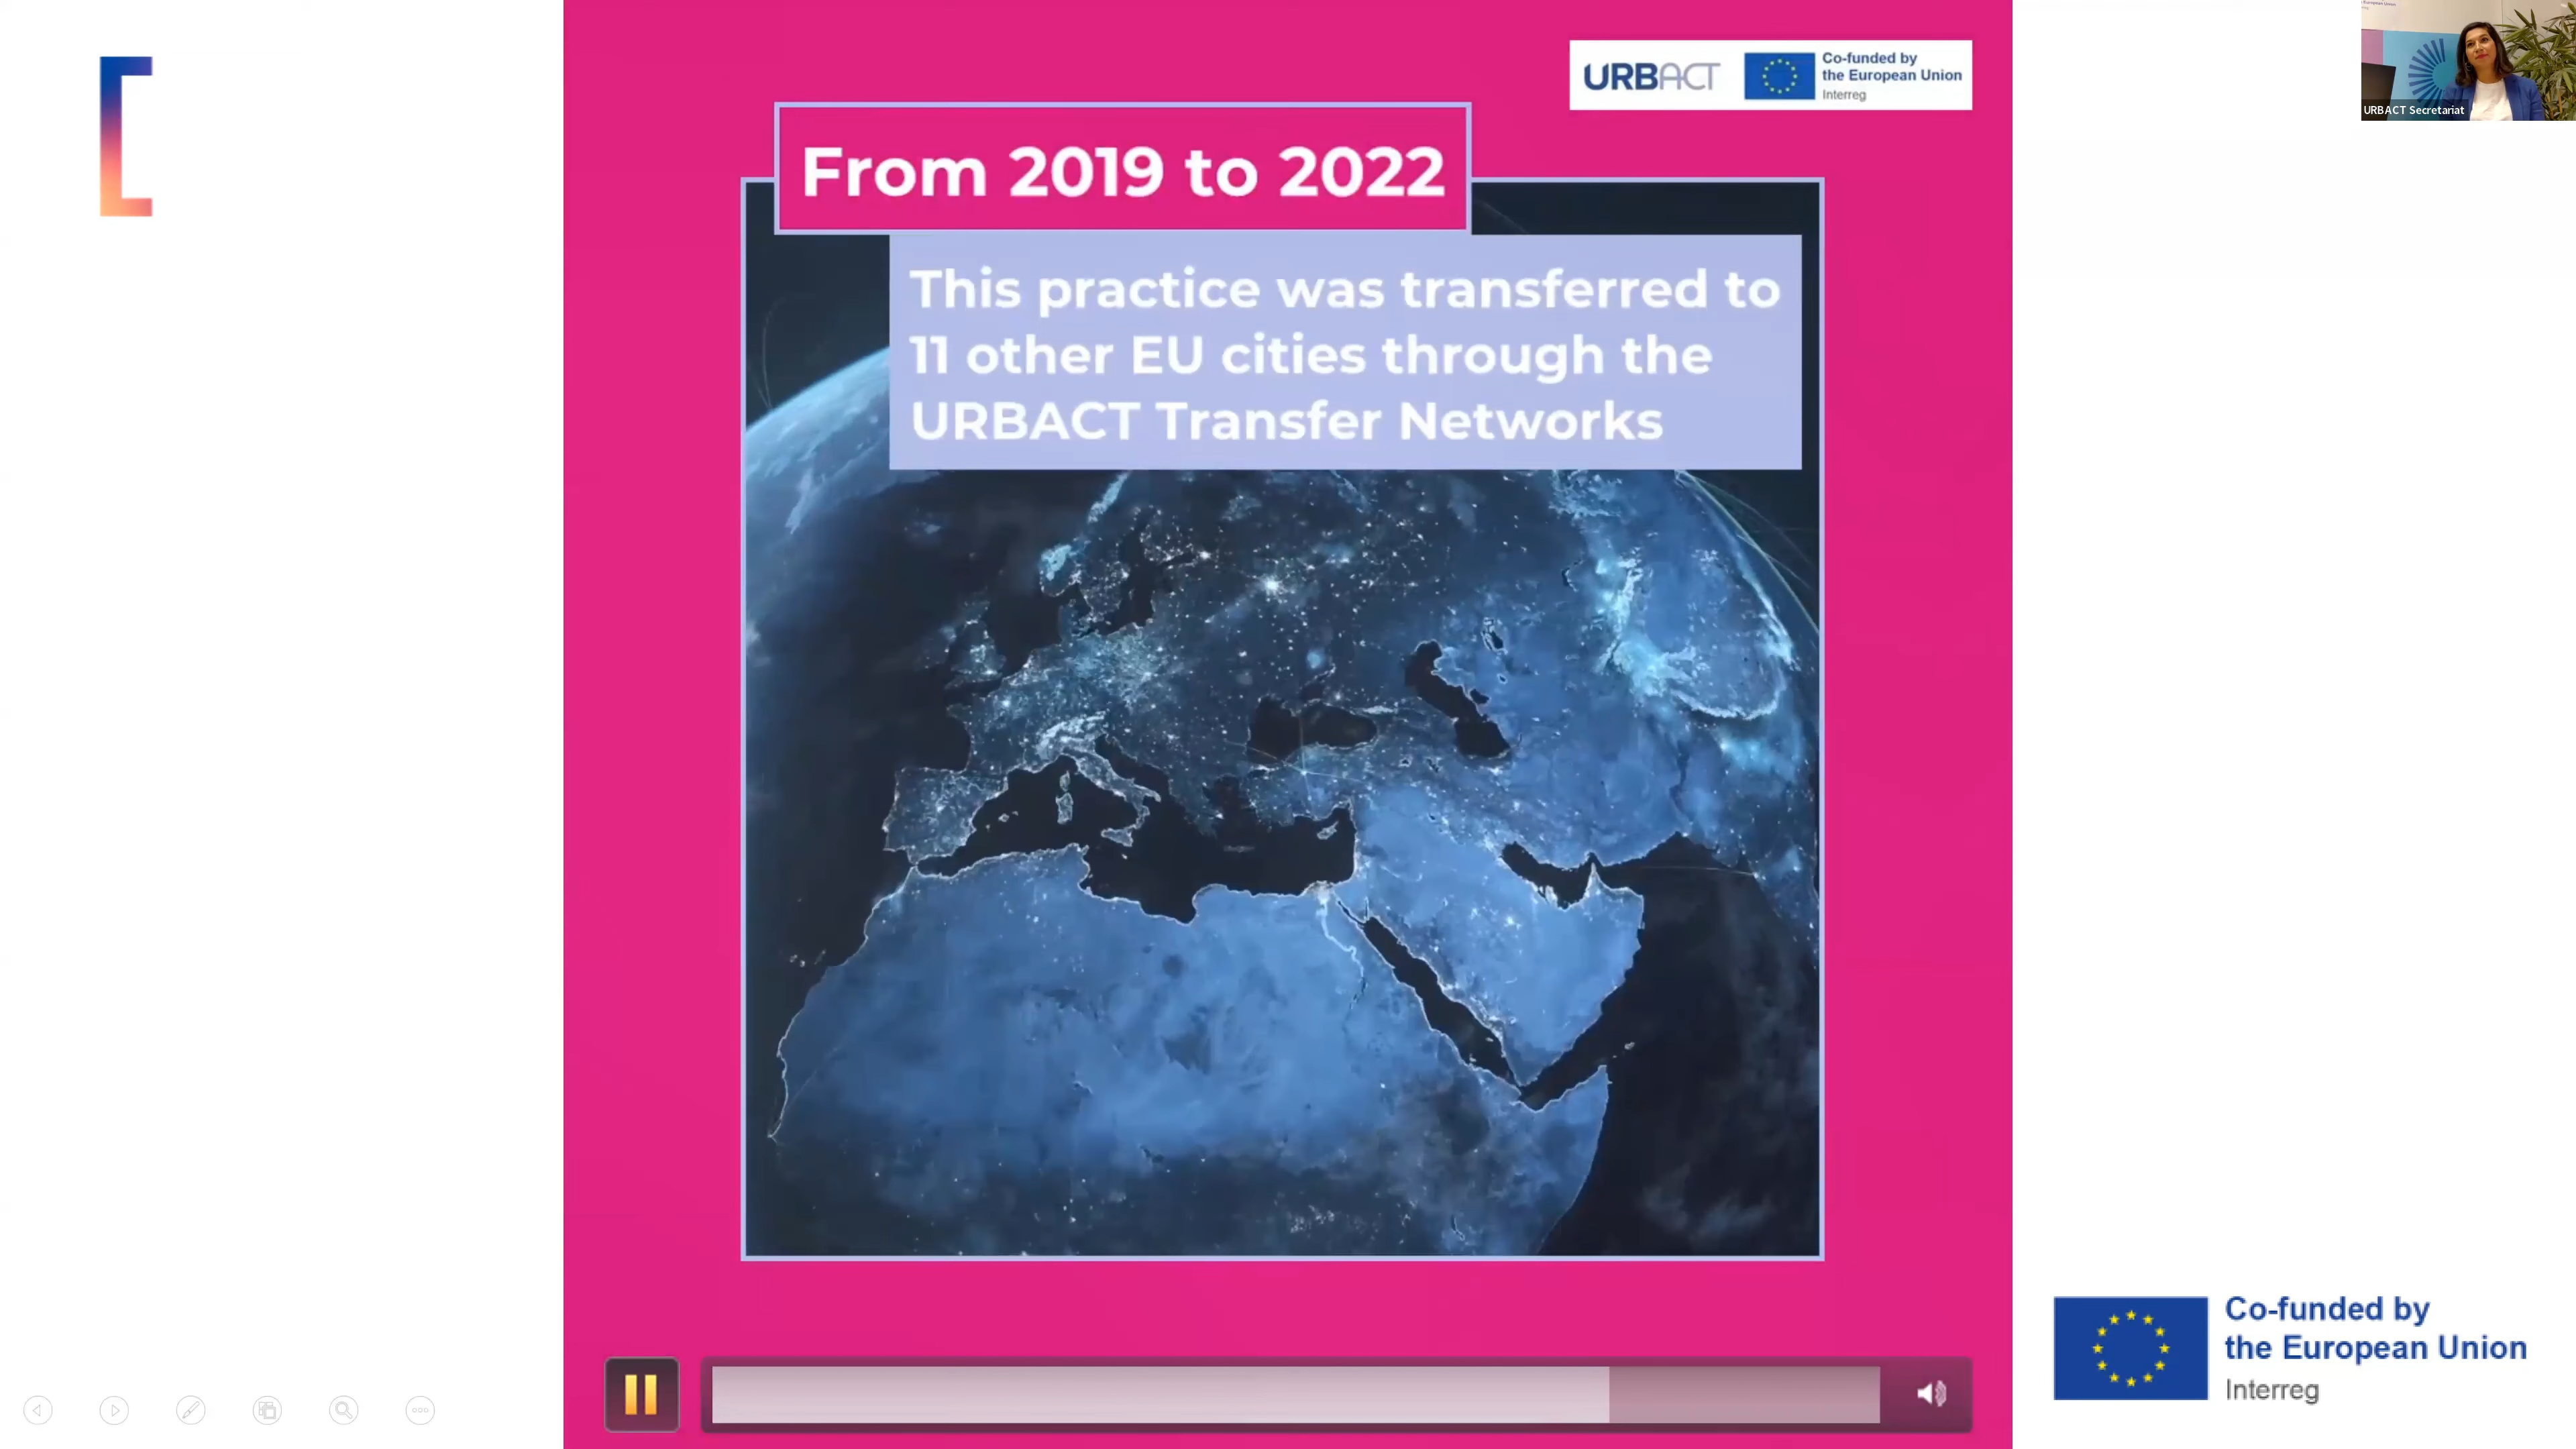 URBACT
Co-funded by
the European Union
Interreg
From 2019 to 2022
This practice was transferred to
11 other EU cities through the
URBACT Transfer Networks
URBACT Secretariat
Co-funded by
the European Union
Interreg